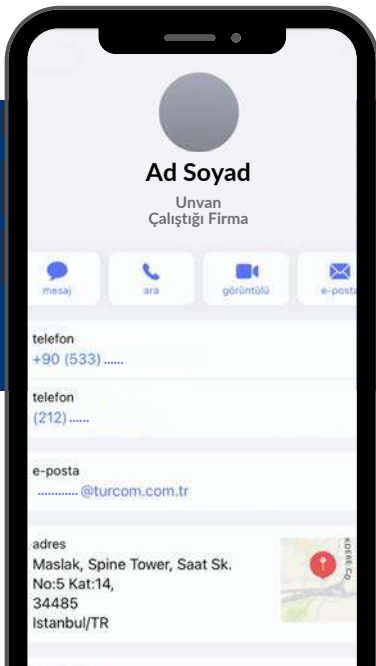 Ad Soyad
Unvan
Çalıştığı Firma
mesaj
ara
görüntülü
e-posta
telefon
+90 (533) ......
telefon
(212) ......
e-posta
............ @turcom.com.tr
adres
Maslak, Spine Tower, Saat Sk.
No:5 Kat:14,
34485
Istanbul/TR